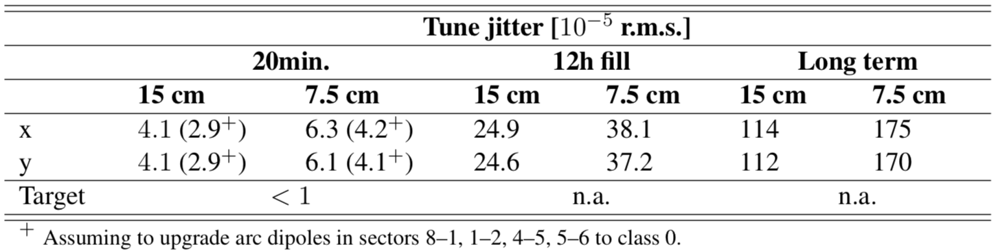 Tune jitter [10⁻⁵ r.m.s.]
20min. 12h fill Long term
15 cm 7.5 cm 15 cm 7.5 cm 15 cm 7.5 cm
x 4.1 (2.9⁺) 6.3 (4.2⁺) 24.9 38.1 114 175
y 4.1 (2.9⁺) 6.1 (4.1⁺) 24.6 37.2 112 170
Target < 1 n.a. n.a.
⁺ Assuming to upgrade arc dipoles in sectors 8–1, 1–2, 4–5, 5–6 to class 0.